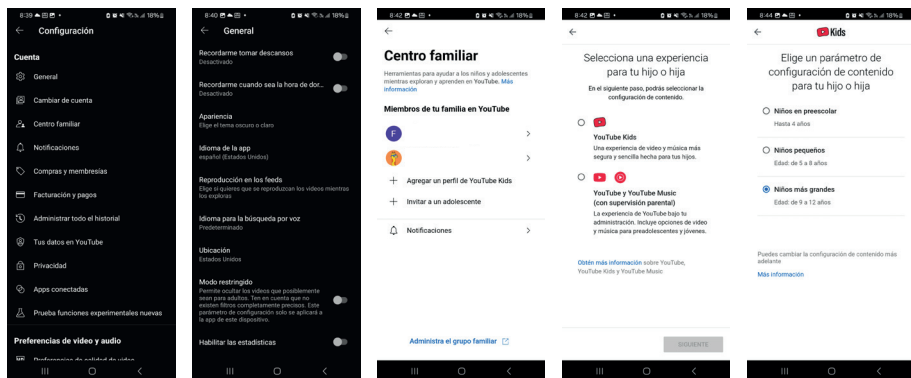 8:39
18%
Configuración
Cuenta
General
Cambiar de cuenta
Centro familiar
Notificaciones
Compras y membresías
Facturación y pagos
Administrar todo el historial
Tus datos en YouTube
Privacidad
Apps conectadas
Prueba funciones experimentales nuevas
Preferencias de video y audio
Preferencias de calidad de video
8:40
18%
General
Recordarme tomar descansos
Desactivado
Recordarme cuando sea la hora de dor...
Desactivado
Apariencia
Elige el tema oscuro o claro
Idioma de la app
español (Estados Unidos)
Reproducción en los feeds
Elige si quieres que se reproduzcan los videos mientras
los exploras
Idioma para la búsqueda por voz
Predeterminado
Ubicación
Estados Unidos
Modo restringido
Permite ocultar los videos que posiblemente
sean para adultos. Ten en cuenta que no
existen filtros completamente precisos. Este
parámetro de configuración solo se aplicará a
la app de este dispositivo.
Habilitar las estadísticas
8:42
18%
Centro familiar
Herramientas para ayudar a los niños y adolescentes
mientras exploran y aprenden en YouTube. Más
información
Miembros de tu familia en YouTube
F
Agregar un perfil de YouTube Kids
Invitar a un adolescente
Notificaciones
Administra el grupo familiar
8:42
18%
Selecciona una experiencia
para tu hijo o hija
En el siguiente paso, podrás seleccionar la
configuración de contenido.
YouTube Kids
Una experiencia de video y música más
segura y sencilla hecha para tus hijos.
YouTube y YouTube Music
(con supervisión parental)
La experiencia de YouTube bajo tu
administración. Incluye opciones de video
y música para preadolescentes y jóvenes.
Obtén más información sobre YouTube,
YouTube Kids y YouTube Music
SIGUIENTE
8:44
18%
Kids
Elige un parámetro de
configuración de contenido
para tu hijo o hija
Niños en preescolar
Hasta 4 años
Niños pequeños
Edad: de 5 a 8 años
Niños más grandes
Edad: de 9 a 12 años
Puedes cambiar la configuración de contenido más
adelante
Más información